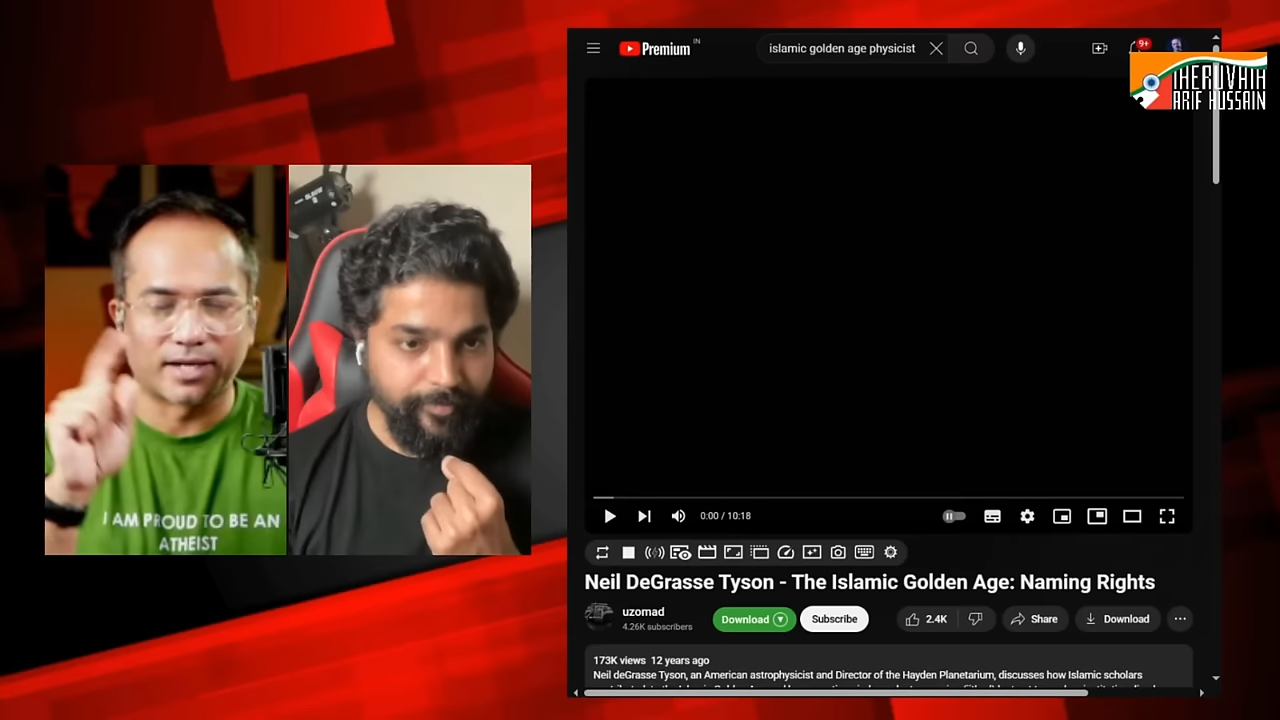 Premium
IN
islamic golden age physicist
9+
ARIF HUSSAIN
I AM PROUD TO BE AN
ATHEIST
0:00 / 10:18
Neil DeGrasse Tyson - The Islamic Golden Age: Naming Rights
uzomad
4.26K subscribers
Download
Subscribe
2.4K
Share
Download
173K views 12 years ago
Neil deGrasse Tyson, an American astrophysicist and Director of the Hayden Planetarium, discusses how Islamic scholars